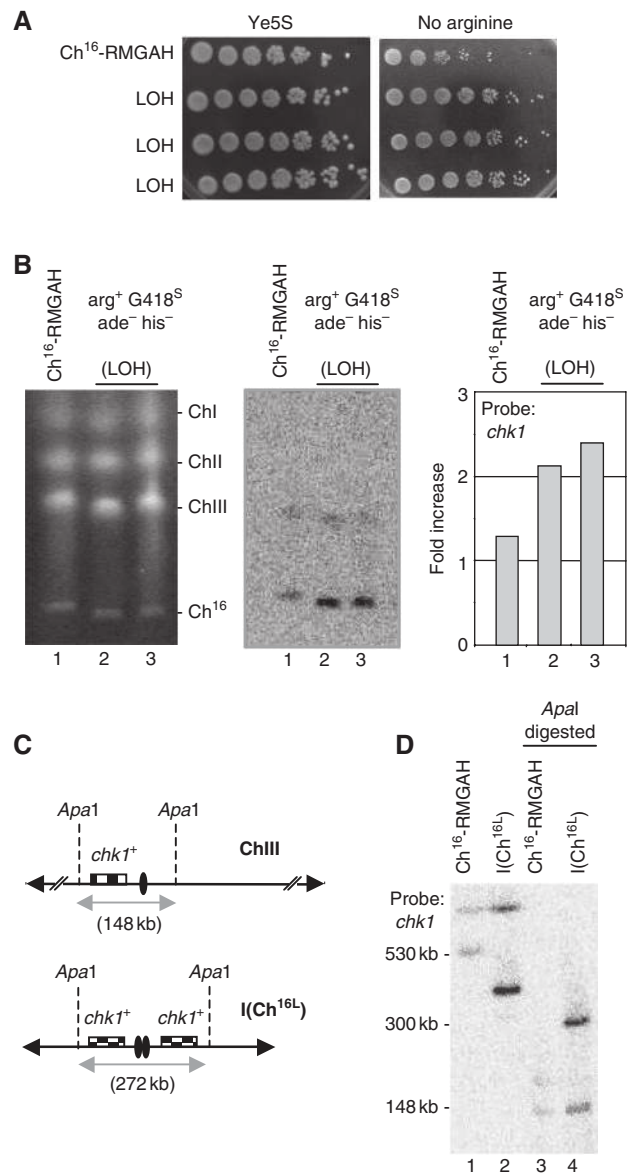 A
Ye5S
No arginine
Ch16-RMGAH
LOH
LOH
LOH
B
Ch16-RMGAH
arg+ G418S
ade– his–
(LOH)
ChI
ChII
ChIII
Ch16
1 2 3
Ch16-RMGAH
arg+ G418S
ade– his–
(LOH)
1 2 3
Ch16-RMGAH
arg+ G418S
ade– his–
(LOH)
Probe:
chk1
Fold increase
3
2
1
0
1 2 3
C
Apa1 Apa1
chk1+
ChIII
(148 kb)
Apa1 Apa1
chk1+ chk1+
I(Ch16L)
(272 kb)
D
ApaI
digested
Ch16-RMGAH
I(Ch16L)
Ch16-RMGAH
I(Ch16L)
Probe:
chk1
530 kb -
300 kb -
148 kb -
1 2 3 4